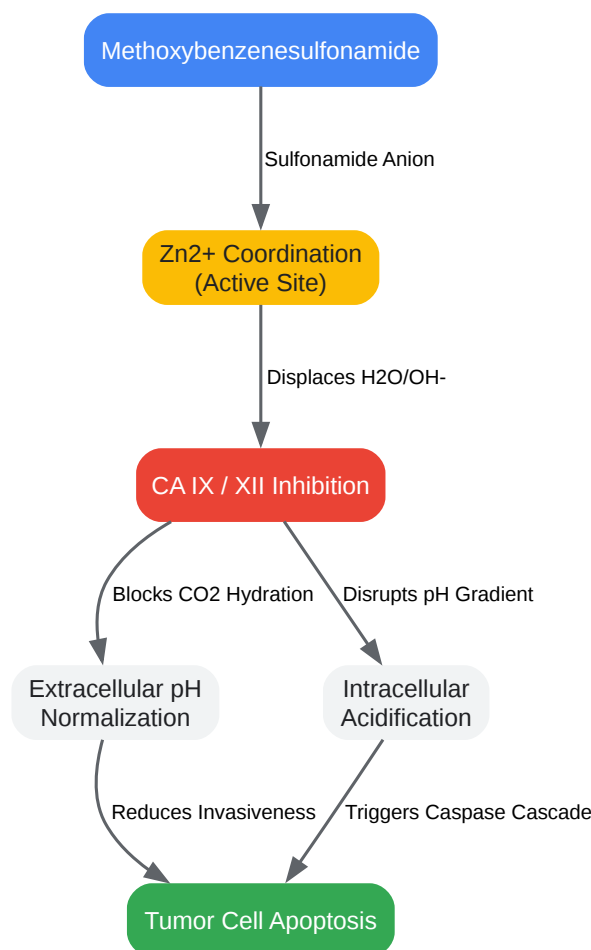 Methoxybenzenesulfonamide
Sulfonamide Anion
Zn2+ Coordination
(Active Site)
Displaces H2O/OH-
CA IX / XII Inhibition
Blocks CO2 Hydration
Disrupts pH Gradient
Extracellular pH
Normalization
Intracellular
Acidification
Reduces Invasiveness
Triggers Caspase Cascade
Tumor Cell Apoptosis